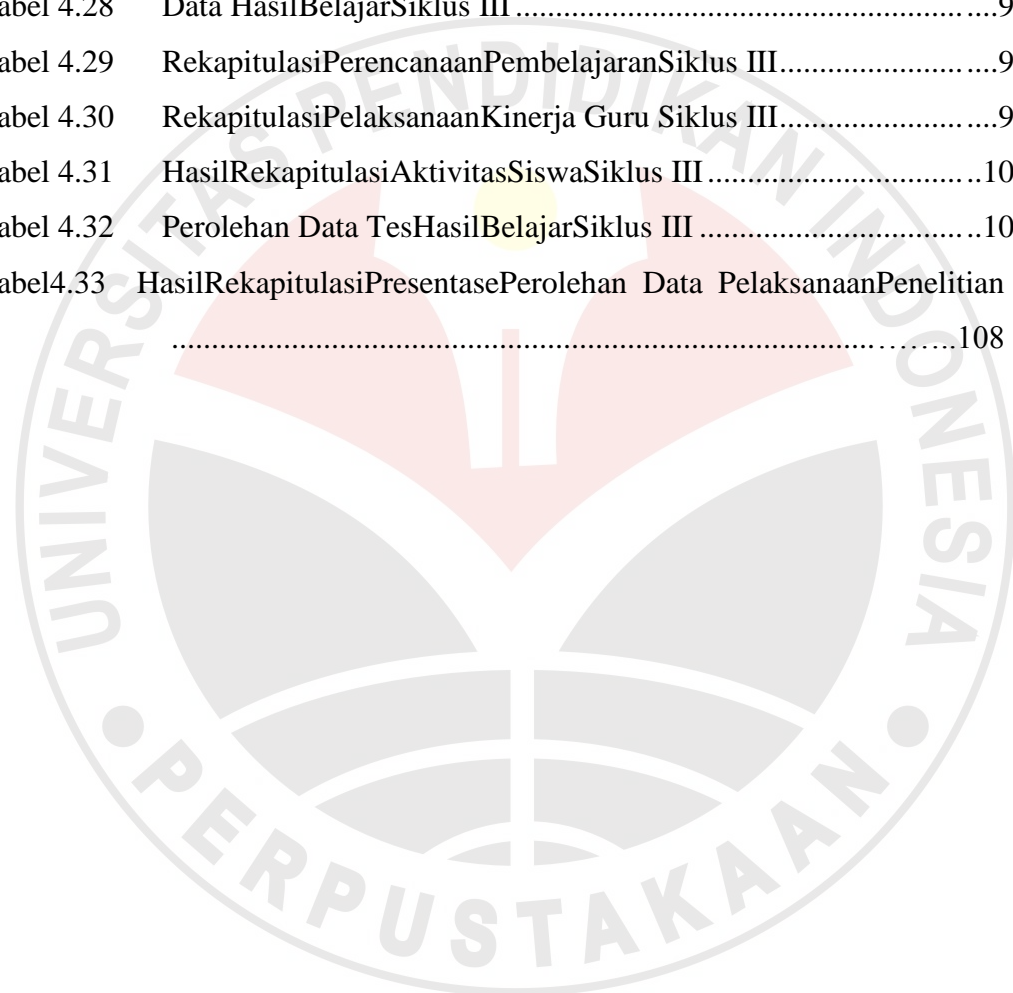 abel 4.28 Data HasilBelajarSiklus III.............................................................9
abel 4.29 RekapitulasiPerencanaanPembelajaranSiklus III...........................9
abel 4.30 RekapitulasiPelaksanaanKinerja Guru Siklus III...........................9
abel 4.31 HasilRekapitulasiAktivitasSiswaSiklus III....................................10
abel 4.32 Perolehan Data TesHasilBelajarSiklus III.....................................10
abel4.33 HasilRekapitulasiPresentasePerolehan Data PelaksanaanPenelitian
.........................................................................................……..108
UNIVERSITAS PENDIDIKAN INDONESIA
PERPUSTAKAAN